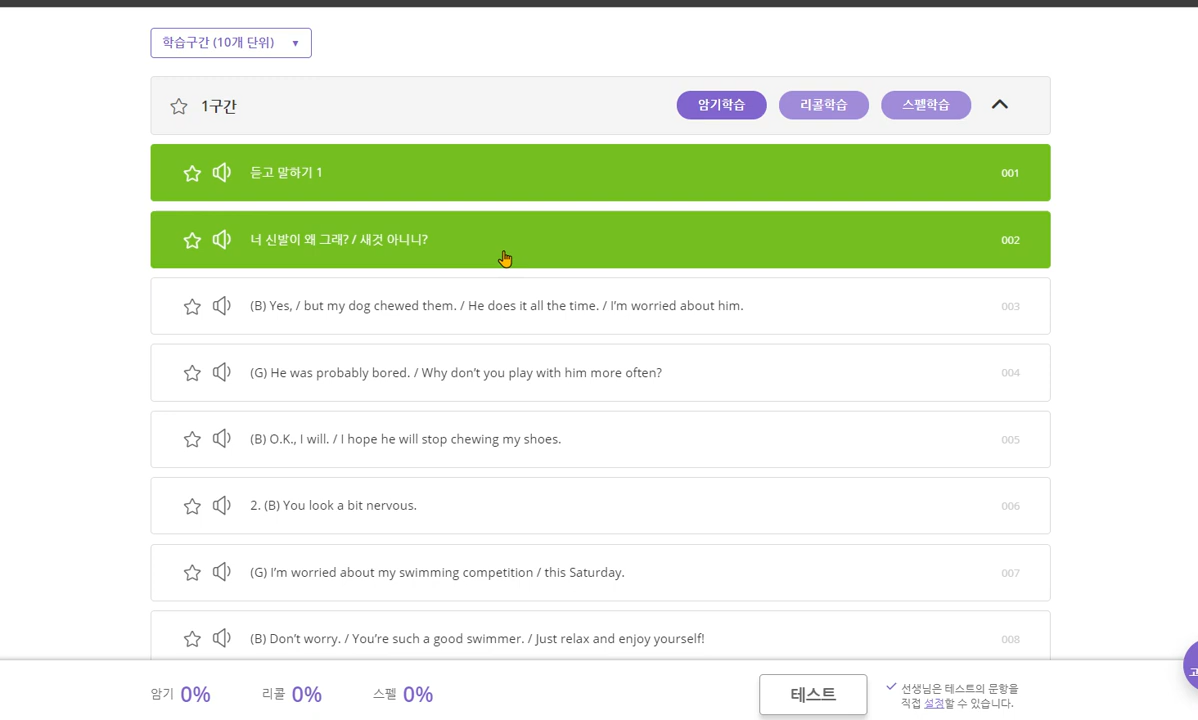 학습구간 (10개 단위) ▼
1구간 암기학습 리콜학습 스펠학습
듣고 말하기 1 001
너 신발이 왜 그래? / 새것 아니니? 002
(B) Yes, / but my dog chewed them. / He does it all the time. / I’m worried about him. 003
(G) He was probably bored. / Why don’t you play with him more often? 004
(B) O.K., I will. / I hope he will stop chewing my shoes. 005
2. (B) You look a bit nervous. 006
(G) I’m worried about my swimming competition / this Saturday. 007
(B) Don’t worry. / You’re such a good swimmer. / Just relax and enjoy yourself! 008
암기 0% 리콜 0% 스펠 0% 테스트
선생님은 테스트의 문항을
직접 설정할 수 있습니다.